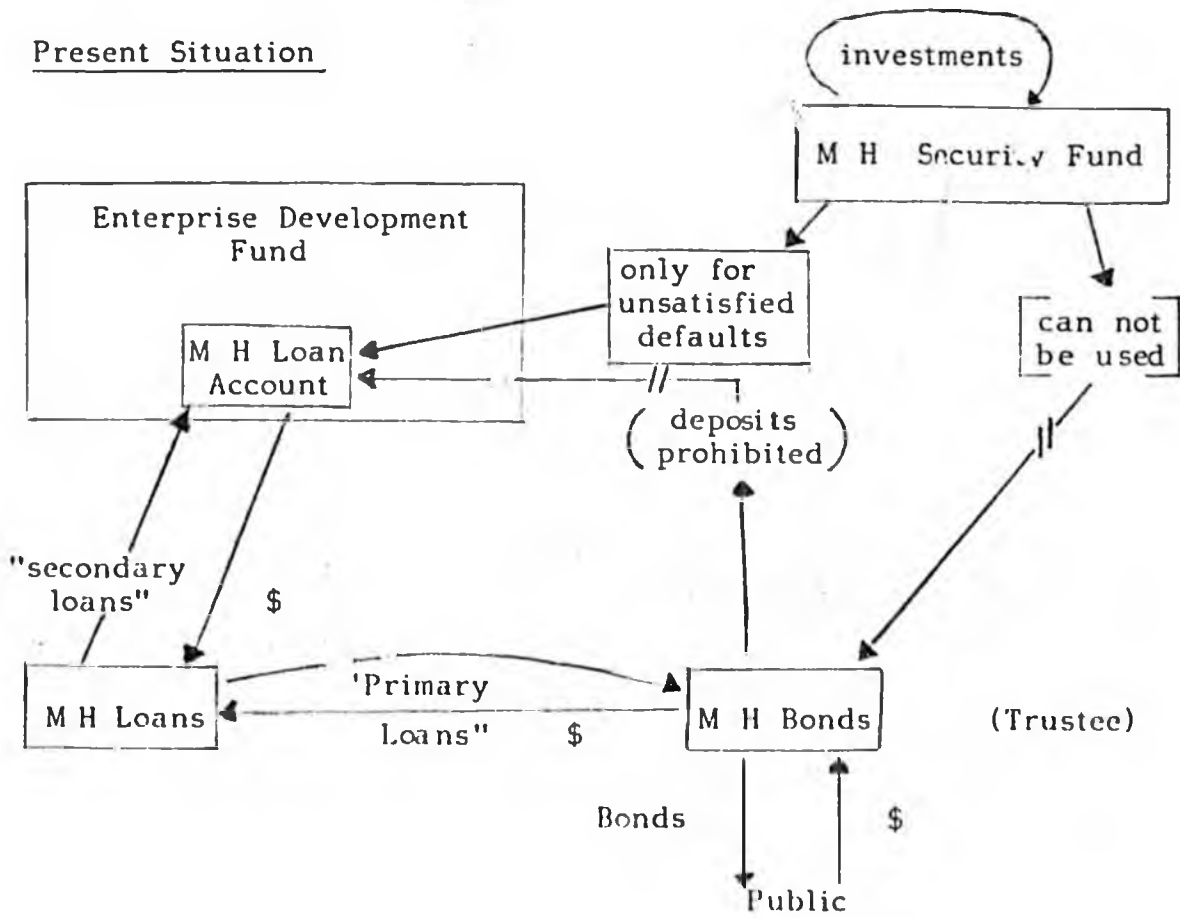 Present Situation
investments
M H Security Fund
Enterprise Development
Fund
only for
unsatisfied
defaults
can not
be used
M H Loan
Account
( deposits
prohibited )
"secondary
loans"
$
M H Loans
'Primary
Loans" $
M H Bonds
(Trustee)
Bonds
$
Public